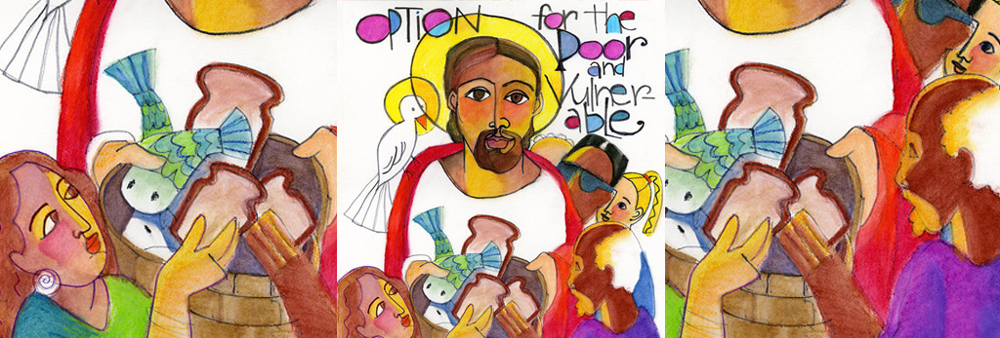 OPTION for the
Poor
and
Vulner-
able